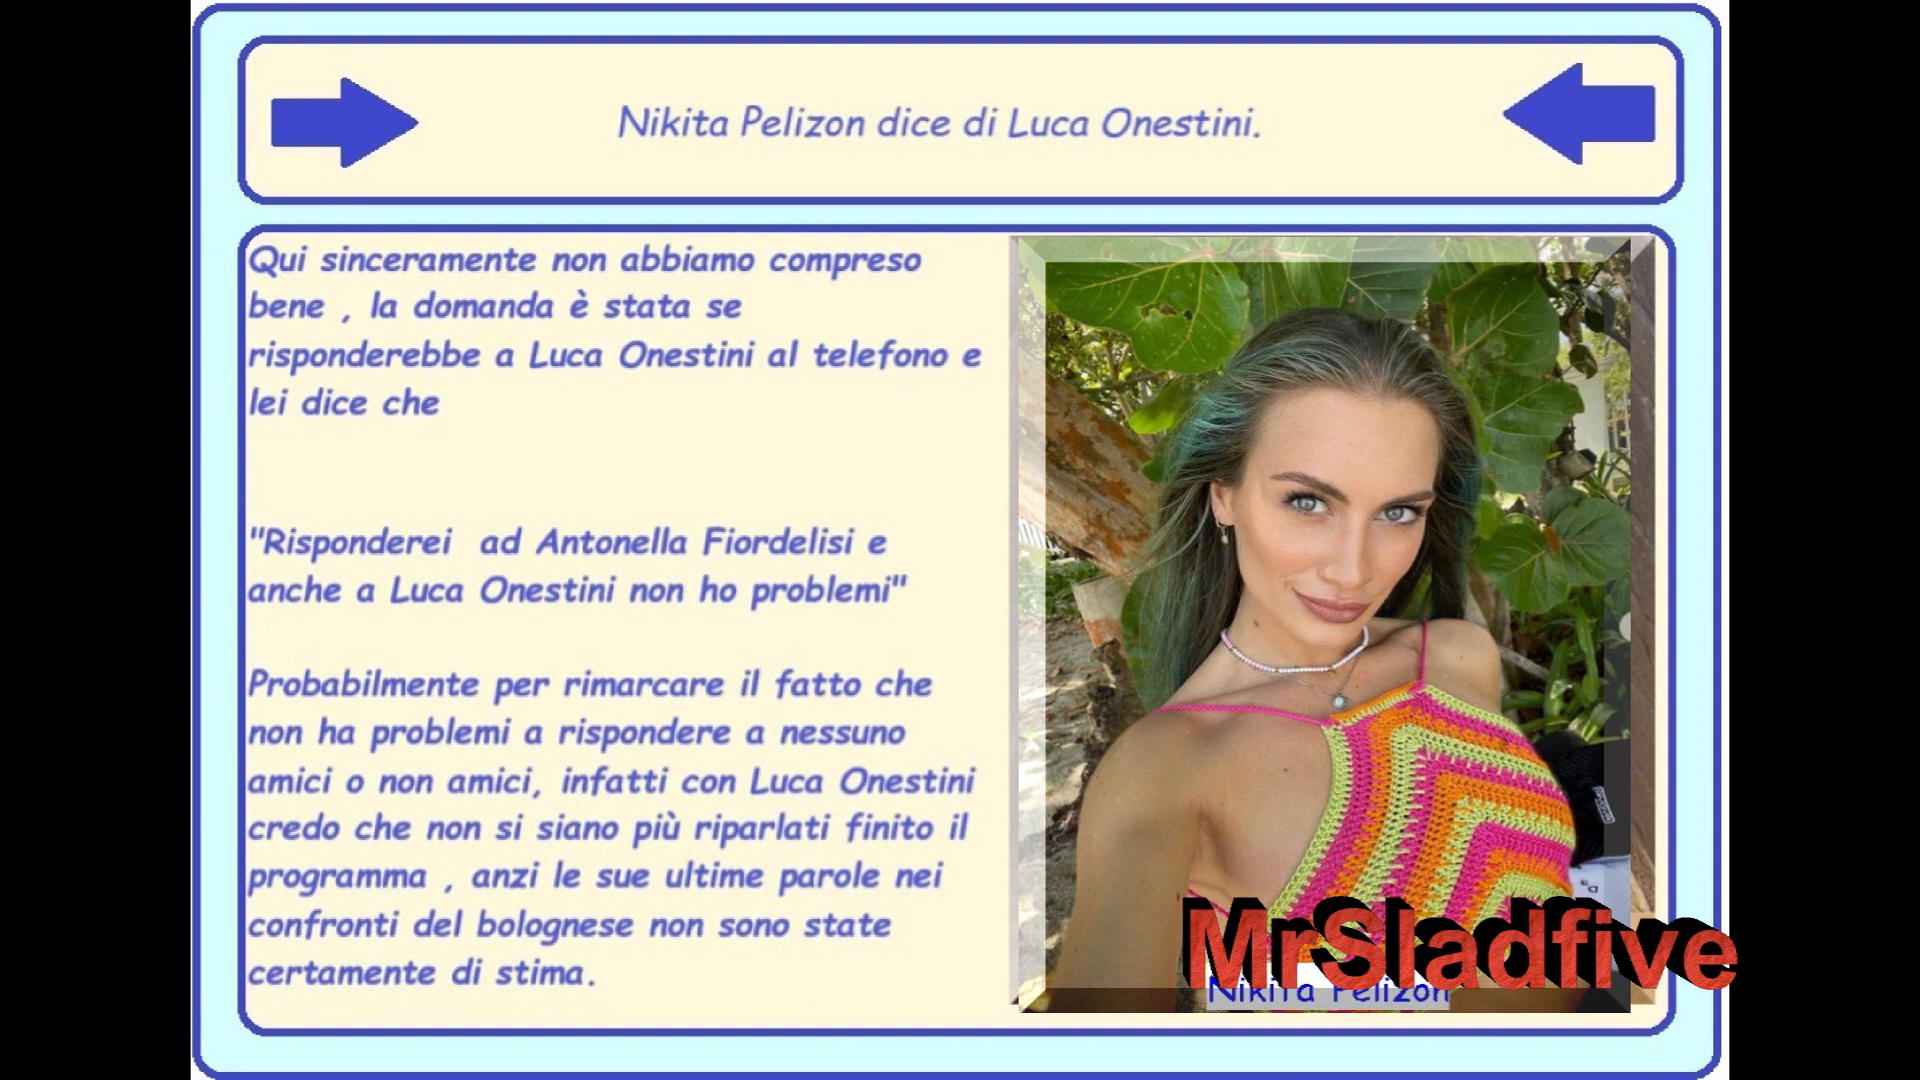 Nikita Pelizon dice di Luca Onestini.
Qui sinceramente non abbiamo compreso
bene , la domanda è stata se
risponderebbe a Luca Onestini al telefono e
lei dice che
"Risponderei ad Antonella Fiordelisi e
anche a Luca Onestini non ho problemi"
Probabilmente per rimarcare il fatto che
non ha problemi a rispondere a nessuno
amici o non amici, infatti con Luca Onestini
credo che non si siano più riparlati finito il
programma , anzi le sue ultime parole nei
confronti del bolognese non sono state
certamente di stima.
MrSladfive
Nikita Pelizon